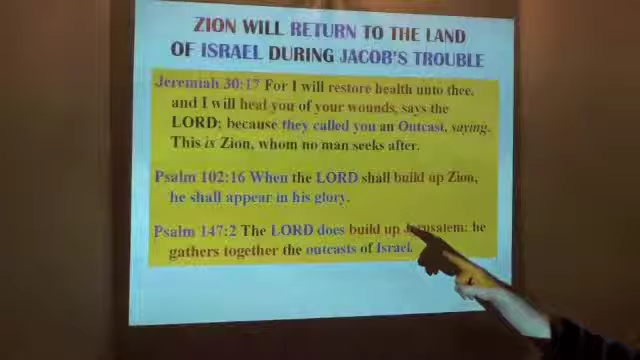 ZION WILL RETURN TO THE LAND
OF ISRAEL DURING JACOB'S TROUBLE
Jeremiah 30:17 For I will restore health unto thee,
and I will heal you of your wounds, says the
LORD; because they called you an Outcast, saying,
This is Zion, whom no man seeks after.
Psalm 102:16 When the LORD shall build up Zion,
he shall appear in his glory.
Psalm 147:2 The LORD does build up Jerusalem: he
gathers together the outcasts of Israel.